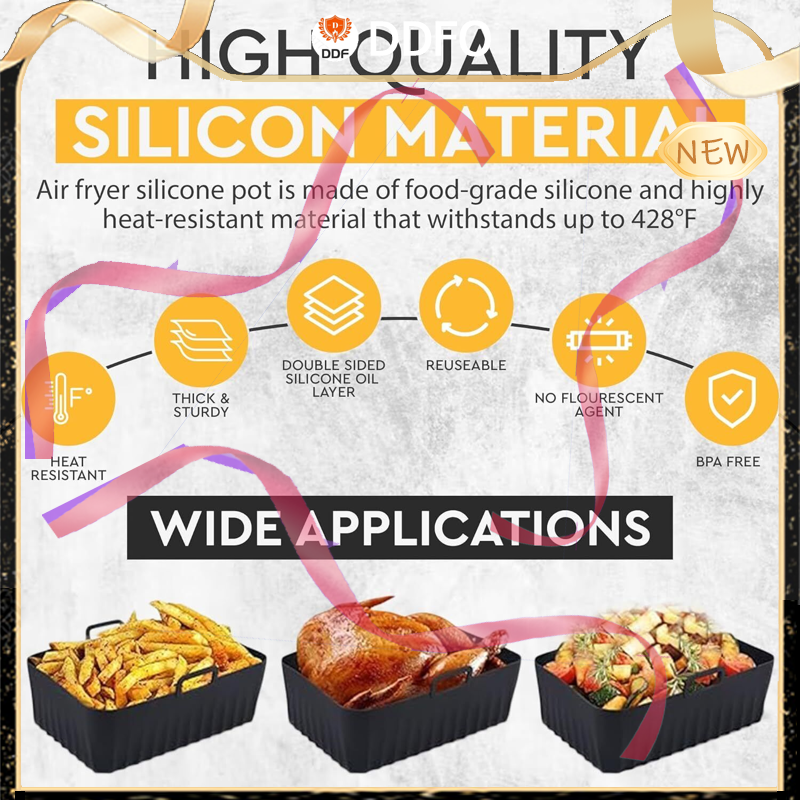 DDFO
DDF
HIGH QUALITY
SILICON MATERIAL
NEW
Air fryer silicone pot is made of food-grade silicone and highly
heat-resistant material that withstands up to 428°F
F°
HEAT
RESISTANT
THICK &
STURDY
DOUBLE SIDED
SILICONE OIL
LAYER
REUSEABLE
NO FLOURESCENT
AGENT
BPA FREE
WIDE APPLICATIONS